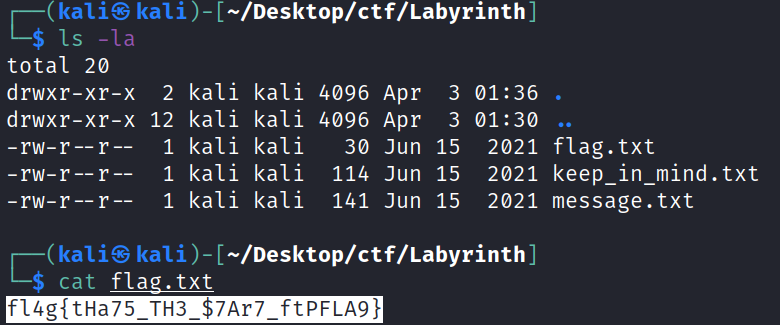 ┌──(kali㉿kali)-[~/Desktop/ctf/Labyrinth]
└─$ ls -la
total 20
drwxr-xr-x  2 kali kali 4096 Apr  3 01:36 .
drwxr-xr-x 12 kali kali 4096 Apr  3 01:30 ..
-rw-r--r--  1 kali kali   30 Jun 15  2021 flag.txt
-rw-r--r--  1 kali kali  114 Jun 15  2021 keep_in_mind.txt
-rw-r--r--  1 kali kali  141 Jun 15  2021 message.txt
┌──(kali㉿kali)-[~/Desktop/ctf/Labyrinth]
└─$ cat flag.txt
fl4g{tHa75_TH3_$7Ar7_ftPFLA9}